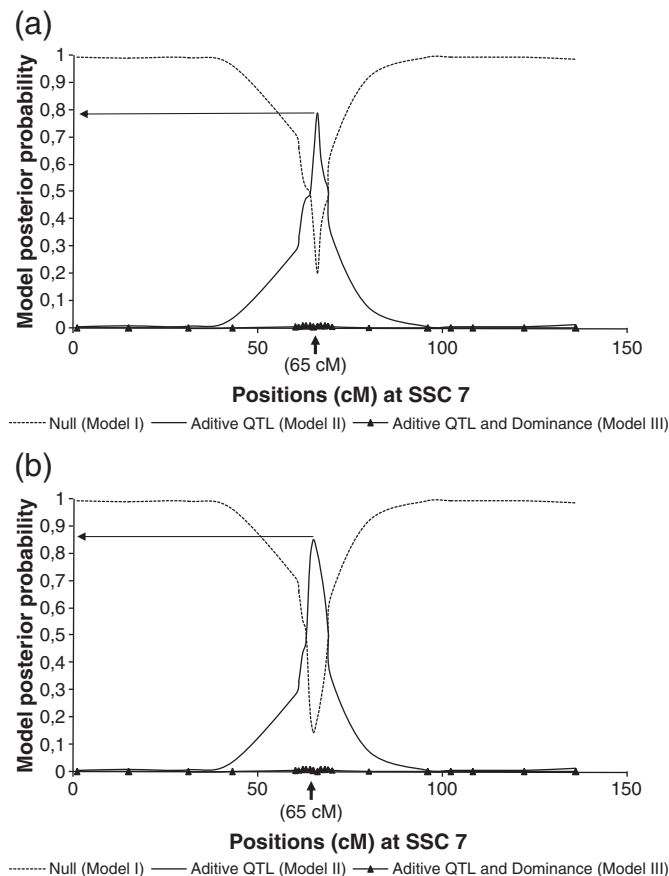 (a)
Model posterior probability
1
0,9
0,8
0,7
0,6
0,5
0,4
0,3
0,2
0,1
0
0 50 100 150
(65 cM)
Positions (cM) at SSC 7
Null (Model I) Aditive QTL (Model II) Aditive QTL and Dominance (Model III)
(b)
Model posterior probability
1
0,9
0,8
0,7
0,6
0,5
0,4
0,3
0,2
0,1
0
0 50 100 150
(65 cM)
Positions (cM) at SSC 7
Null (Model I) Aditive QTL (Model II) Aditive QTL and Dominance (Model III)